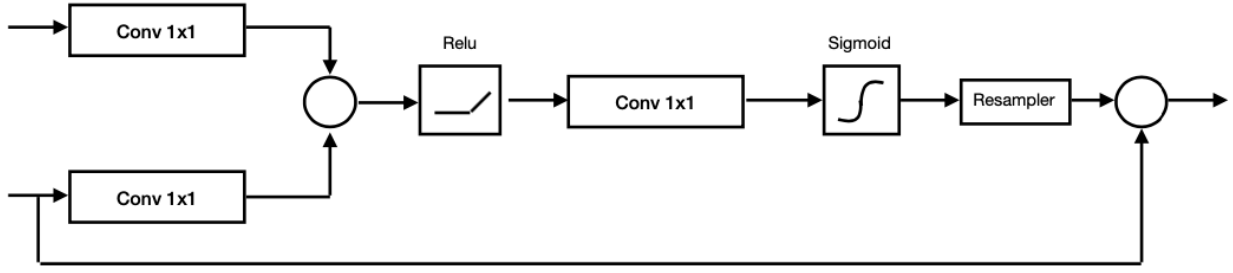 Conv 1x1
Relu
Sigmoid
Conv 1x1
Resampler
Conv 1x1